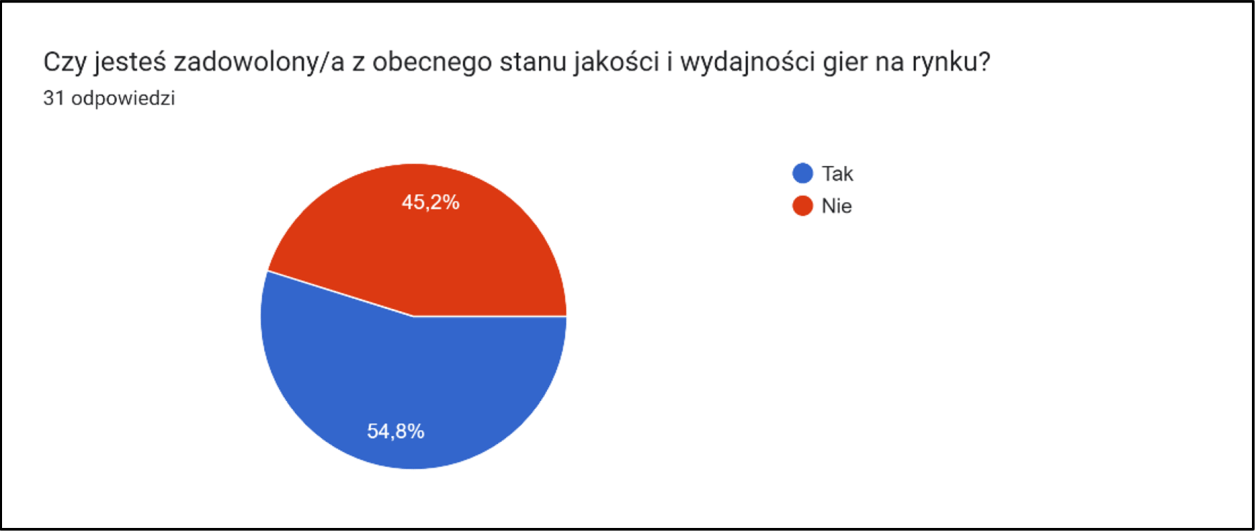 Czy jesteś zadowolony/a z obecnego stanu jakości i wydajności gier na rynku?
31 odpowiedzi
45,2%
54,8%
Tak
Nie